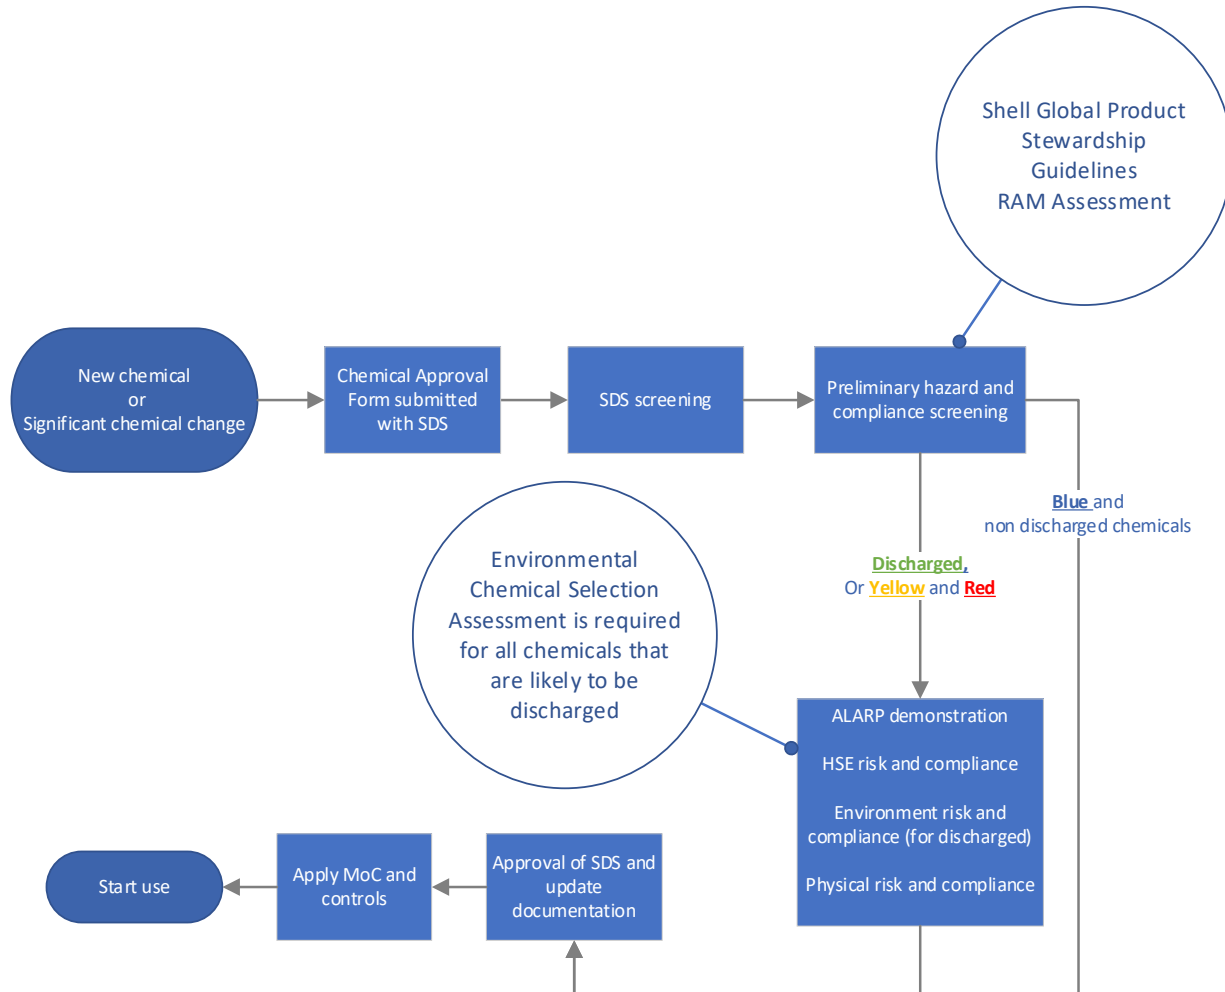 Shell Global Product
Stewardship
Guidelines
RAM Assessment
New chemical
or
Significant chemical change
Chemical Approval
Form submitted
with SDS
SDS screening
Preliminary hazard and
compliance screening
Blue and
non discharged chemicals
Discharged,
Or Yellow and Red
Environmental
Chemical Selection
Assessment is required
for all chemicals that
are likely to be
discharged
ALARP demonstration
HSE risk and compliance
Environment risk and
compliance (for discharged)
Physical risk and compliance
Approval of SDS and
update
documentation
Apply MoC and
controls
Start use